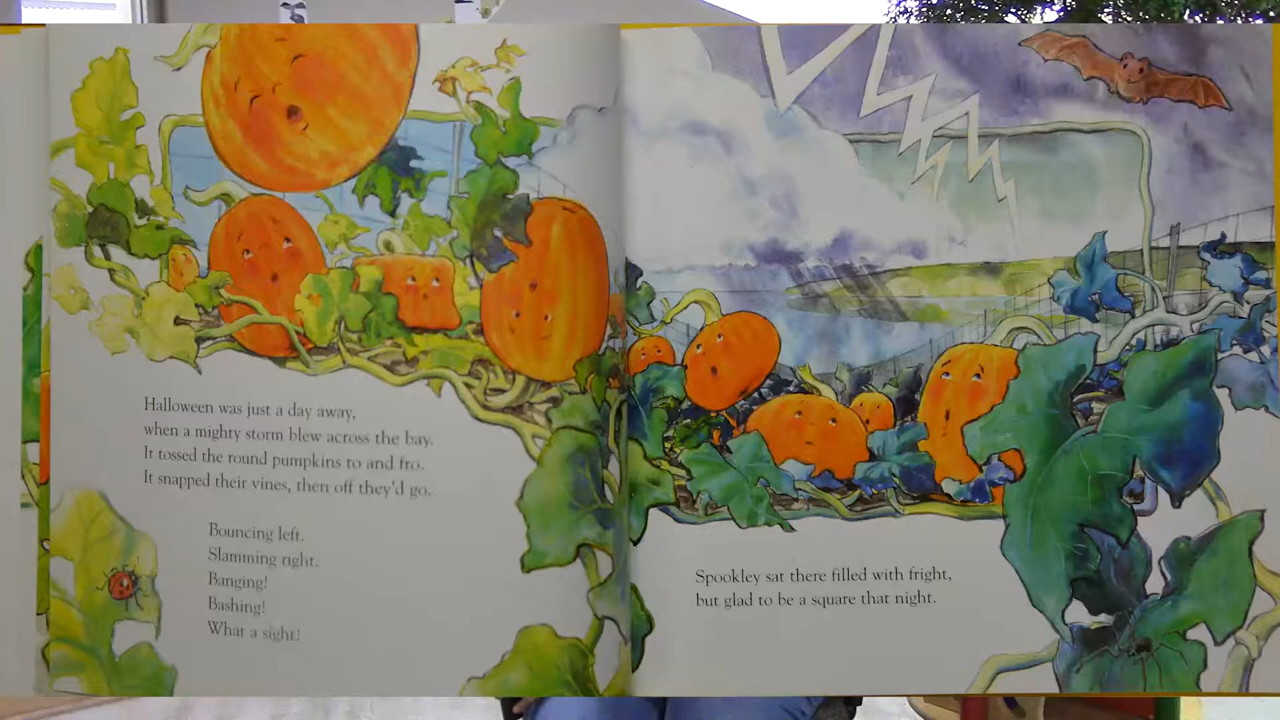 Halloween was just a day away,
when a mighty storm blew across the bay.
It tossed the round pumpkins to and fro.
It snapped their vines, then off they'd go.
Bouncing left.
Slamming right.
Banging!
Bashing!
What a sight!
Spookley sat there filled with fright,
but glad to be a square that night.